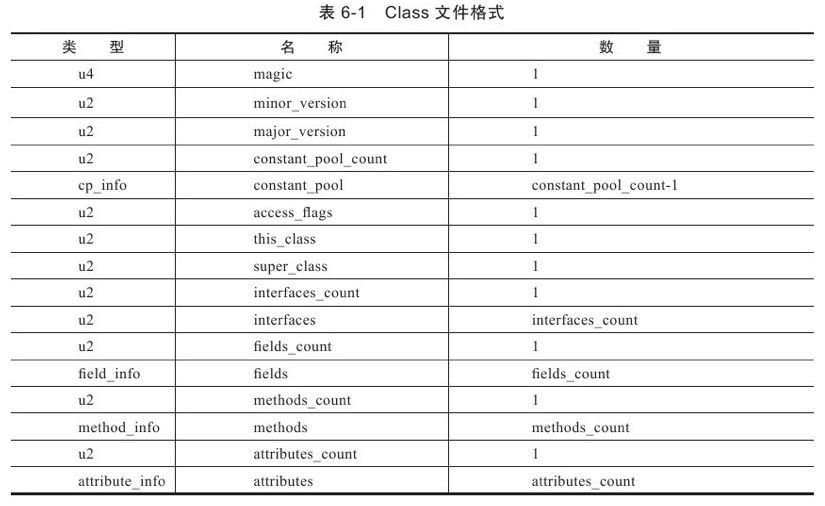 表 6-1 Class 文件格式
类 型 名 称 数 量
u4 magic 1
u2 minor_version 1
u2 major_version 1
u2 constant_pool_count 1
cp_info constant_pool constant_pool_count-1
u2 access_flags 1
u2 this_class 1
u2 super_class 1
u2 interfaces_count 1
u2 interfaces interfaces_count
u2 fields_count 1
field_info fields fields_count
u2 methods_count 1
method_info methods methods_count
u2 attributes_count 1
attribute_info attributes attributes_count